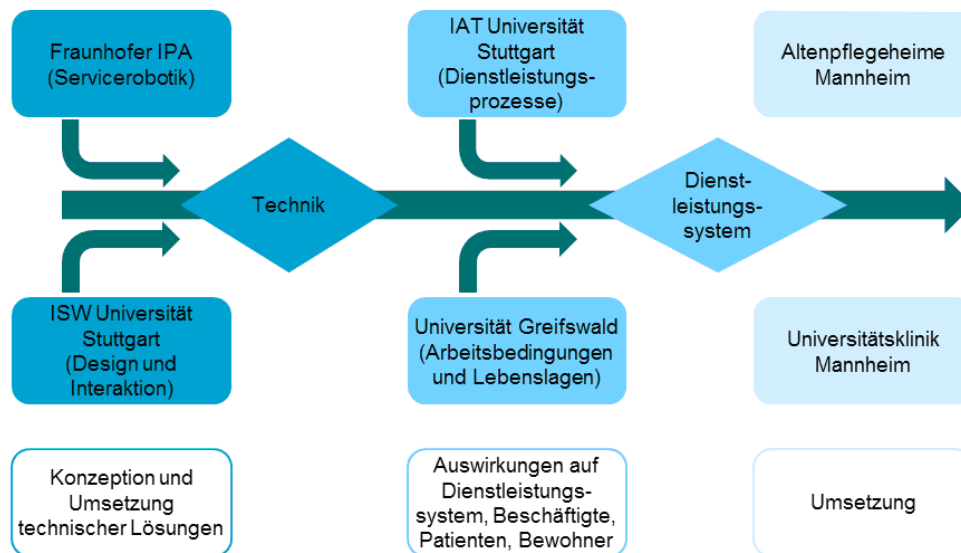 Fraunhofer IPA
(Servicerobotik)
IAT Universität
Stuttgart
(Dienstleistungs-
prozesse)
Altenpflegeheime
Mannheim
Technik
Dienst-
leistungs-
system
ISW Universität
Stuttgart
(Design und
Interaktion)
Universität Greifswald
(Arbeitsbedingungen
und Lebenslagen)
Universitätsklinik
Mannheim
Konzeption und
Umsetzung
technischer Lösungen
Auswirkungen auf
Dienstleistungs-
system, Beschäftigte,
Patienten, Bewohner
Umsetzung